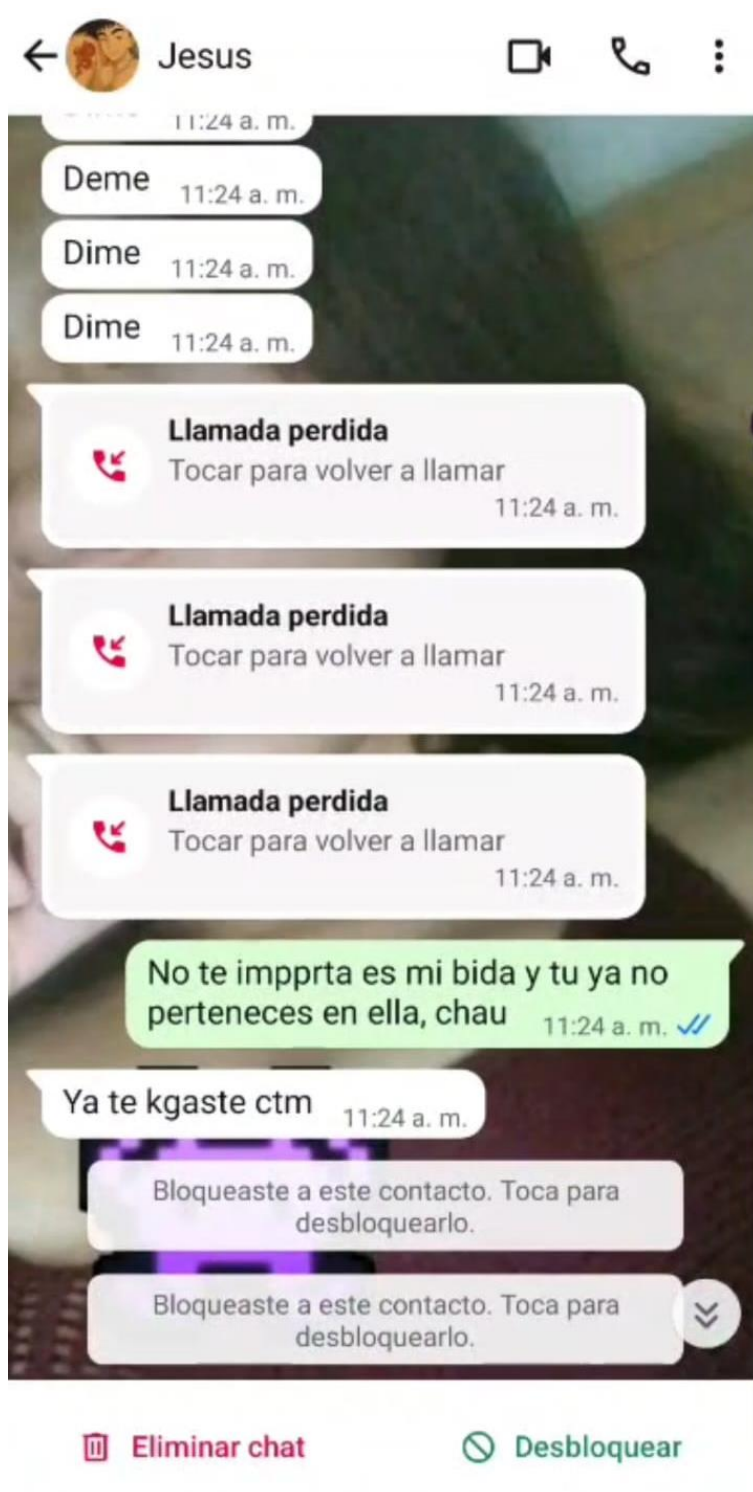 Jesus
11:24 a. m.
Deme 11:24 a. m.
Dime 11:24 a. m.
Dime 11:24 a. m.
Llamada perdida
Tocar para volver a llamar
11:24 a. m.
Llamada perdida
Tocar para volver a llamar
11:24 a. m.
Llamada perdida
Tocar para volver a llamar
11:24 a. m.
No te impprta es mi bida y tu ya no
perteneces en ella, chau 11:24 a. m.
Ya te kgaste ctm 11:24 a. m.
Bloqueaste a este contacto. Toca para
desbloquearlo.
Bloqueaste a este contacto. Toca para
desbloquearlo.
Eliminar chat Desbloquear